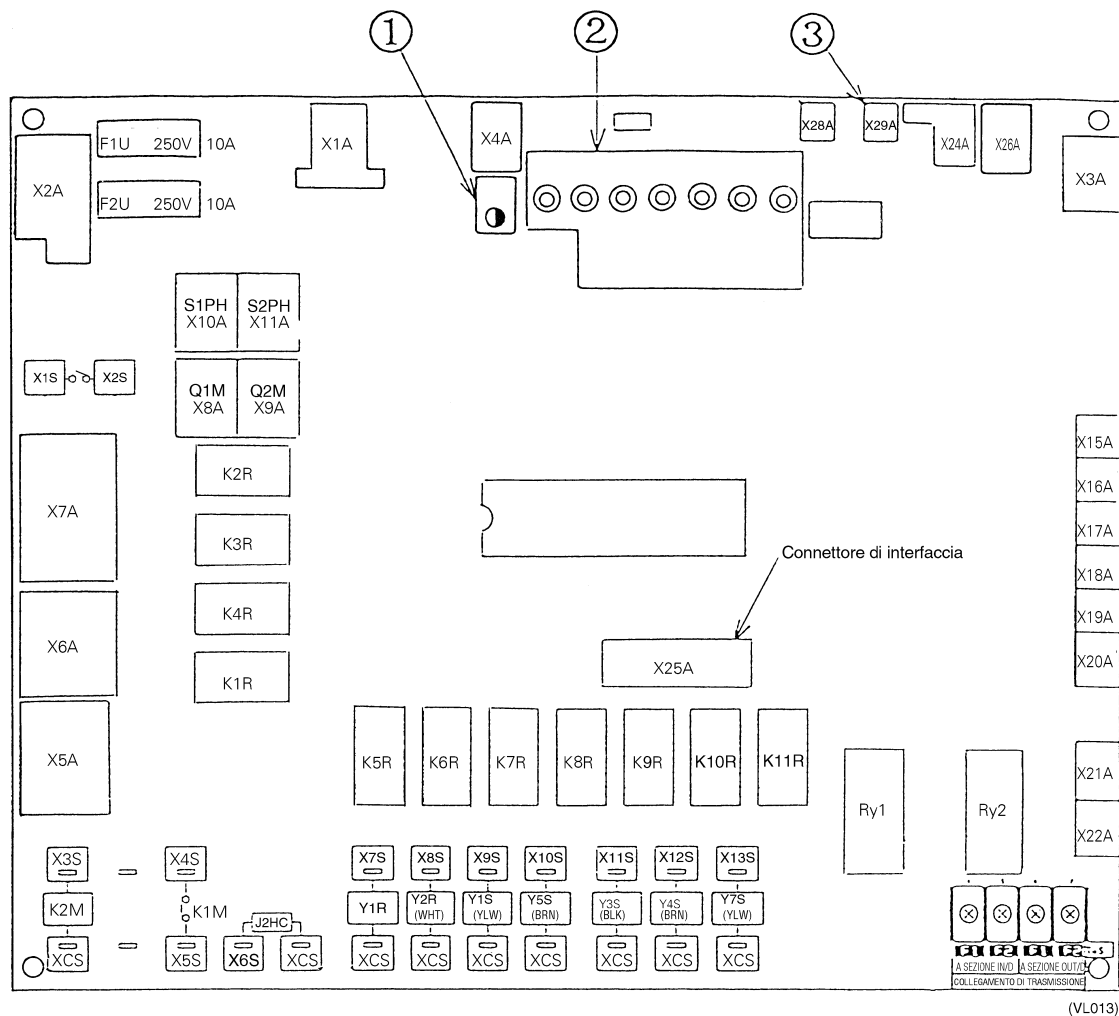 ① ② ③
X2A
F1U 250V 10A
F2U 250V 10A
X1A
X4A
X28A
X29A
X24A
X26A
X3A
S1PH
X10A
S2PH
X11A
X1S
X2S
Q1M
X8A
Q2M
X9A
K2R
K3R
K4R
K1R
X7A
X6A
X5A
Connettore di interfaccia
X25A
X15A
X16A
X17A
X18A
X19A
X20A
X21A
X22A
K5R K6R K7R K8R K9R K10R K11R
Ry1
Ry2
X3S X4S X7S X8S X9S X10S X11S X12S X13S
K2M
K1M
J2HC
Y1R
Y2R
(WHT)
Y1S
(YLW)
Y5S
(BRN)
Y3S
(BLK)
Y4S
(BRN)
Y7S
(YLW)
XCS X5S X6S XCS XCS XCS XCS XCS XCS XCS XCS
A SEZIONE IN/D A SEZIONE OUT/D
COLLEGAMENTO DI TRASMISSIONE
(VL013)